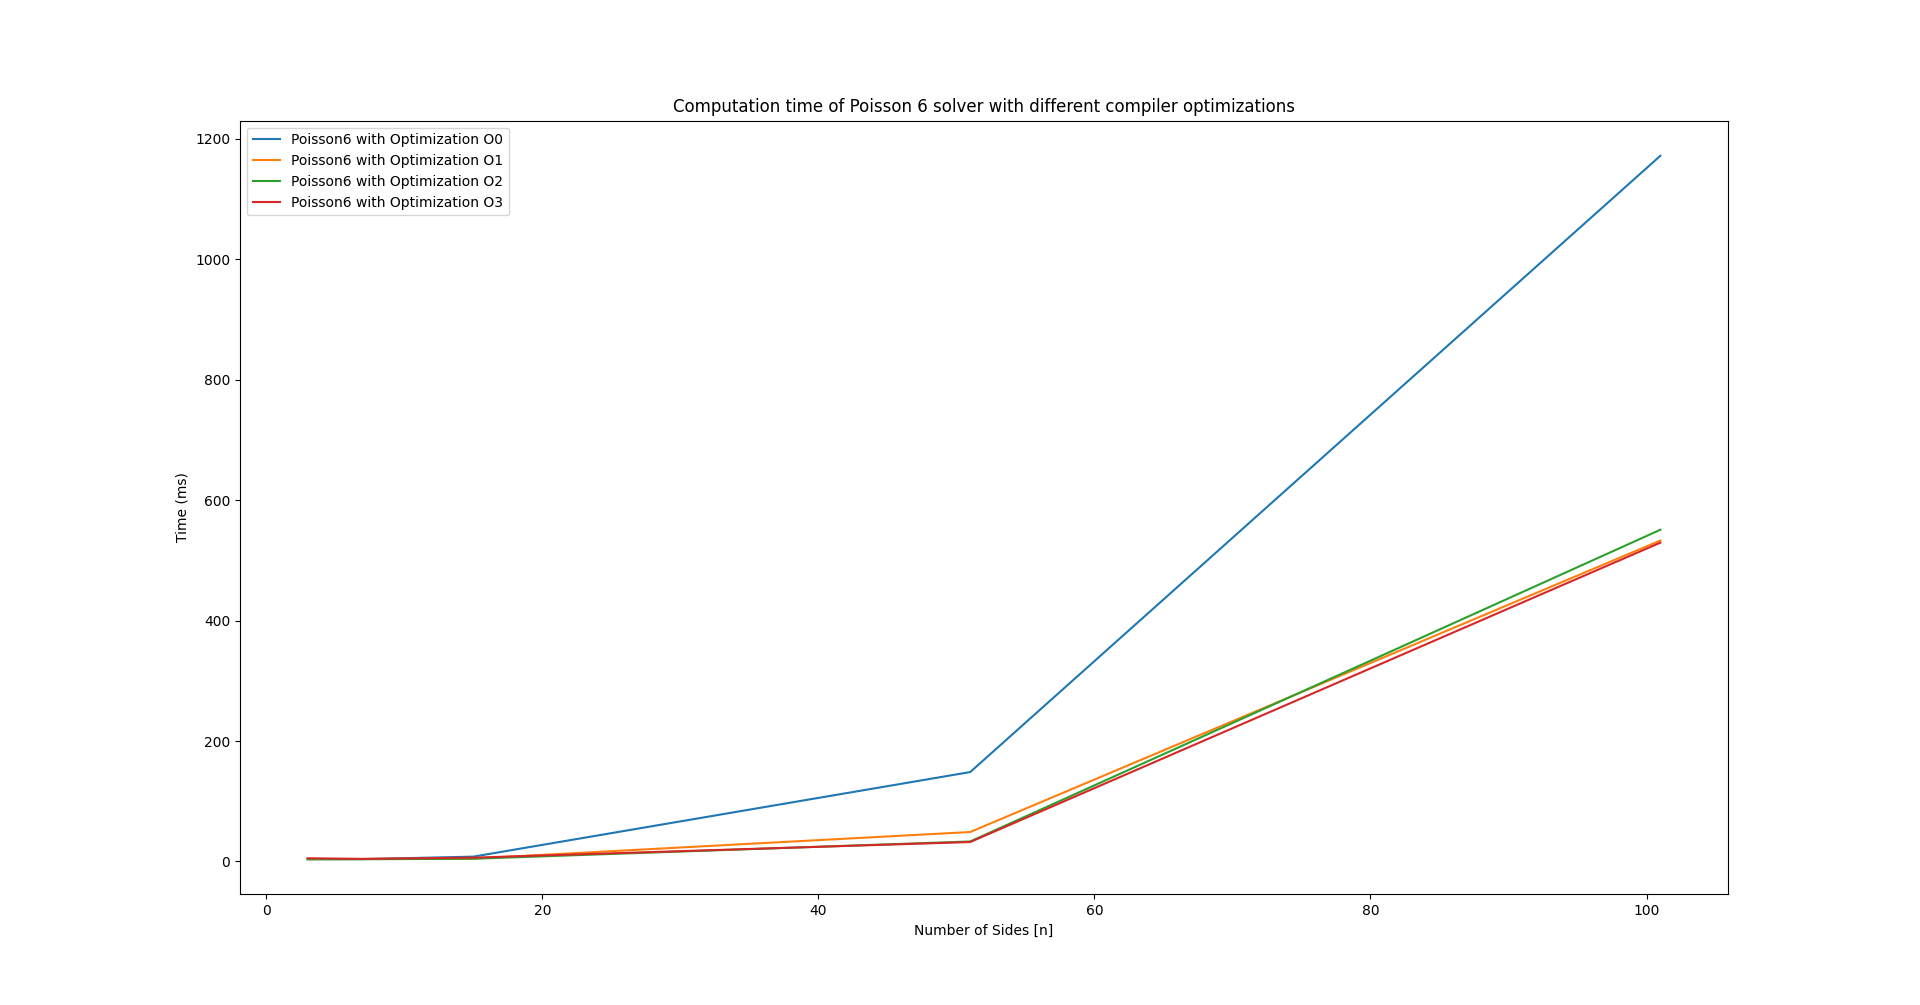 Computation time of Poisson 6 solver with different compiler optimizations
Poisson6 with Optimization O0
Poisson6 with Optimization O1
Poisson6 with Optimization O2
Poisson6 with Optimization O3
1200
1000
800
600
400
200
0
Time (ms)
0 20 40 60 80 100
Number of Sides [n]